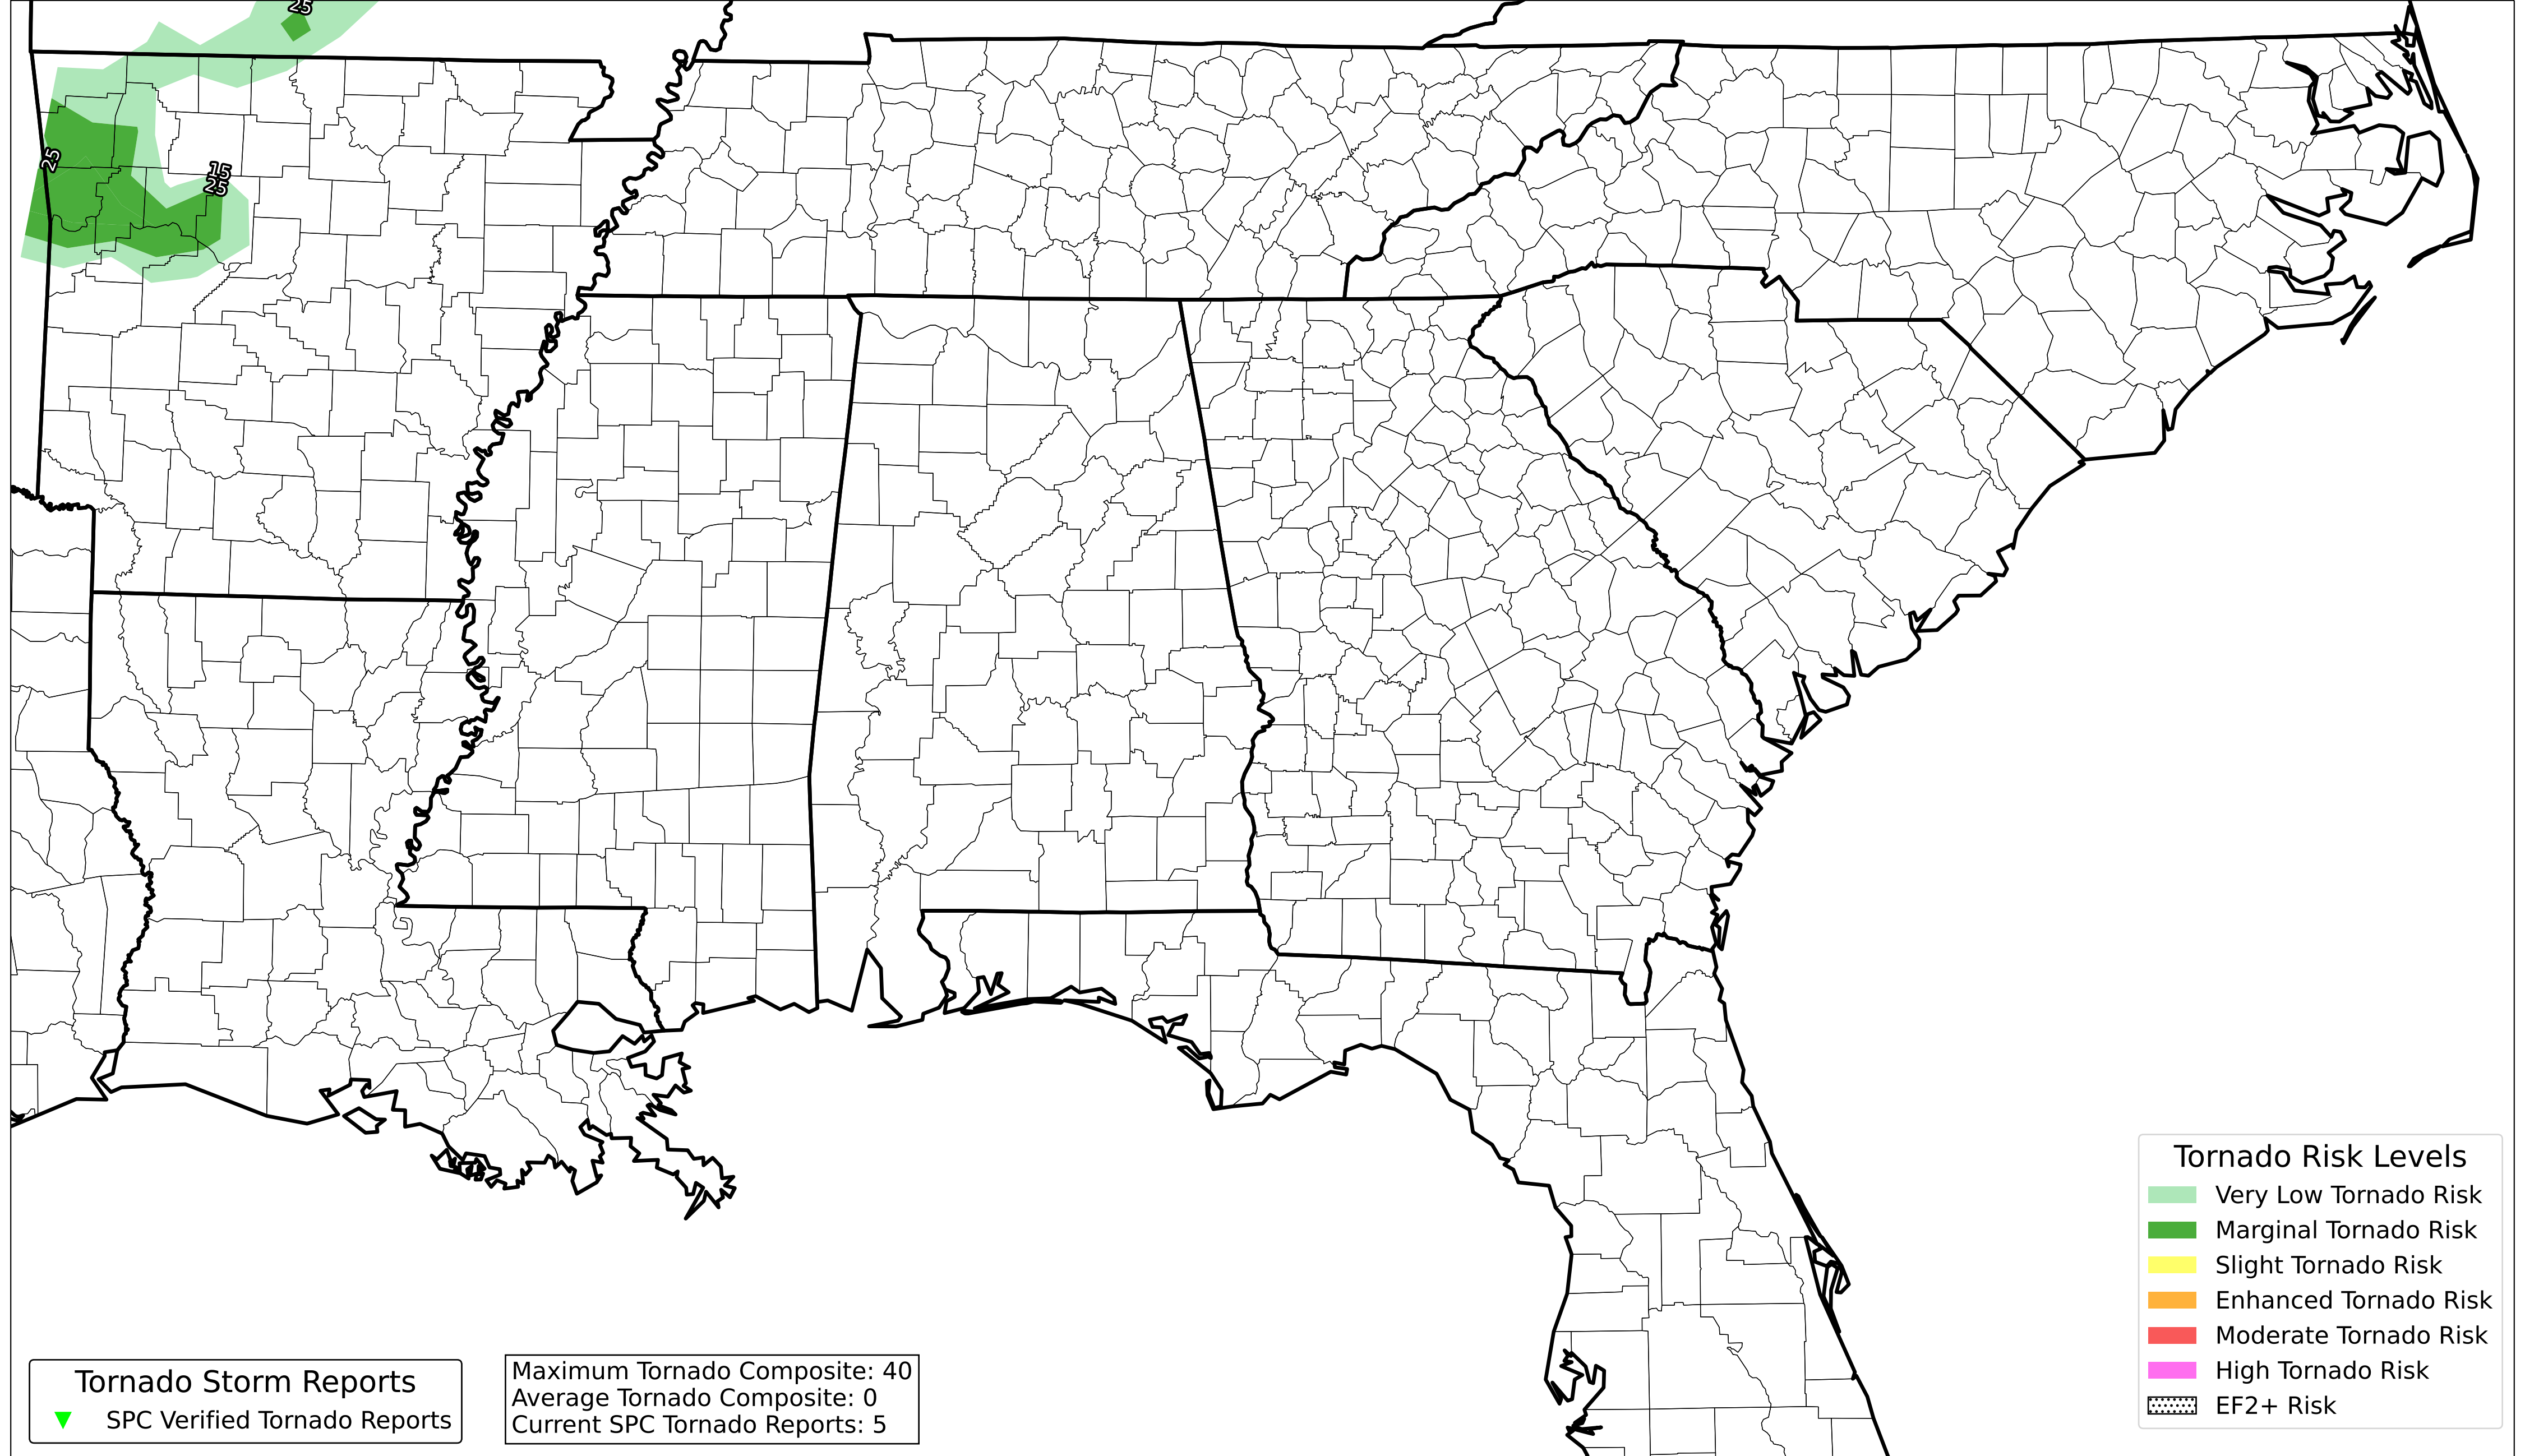 25
25
15
25
Tornado Risk Levels
Very Low Tornado Risk
Marginal Tornado Risk
Slight Tornado Risk
Enhanced Tornado Risk
Moderate Tornado Risk
High Tornado Risk
EF2+ Risk
Tornado Storm Reports
SPC Verified Tornado Reports
Maximum Tornado Composite: 40
Average Tornado Composite: 0
Current SPC Tornado Reports: 5